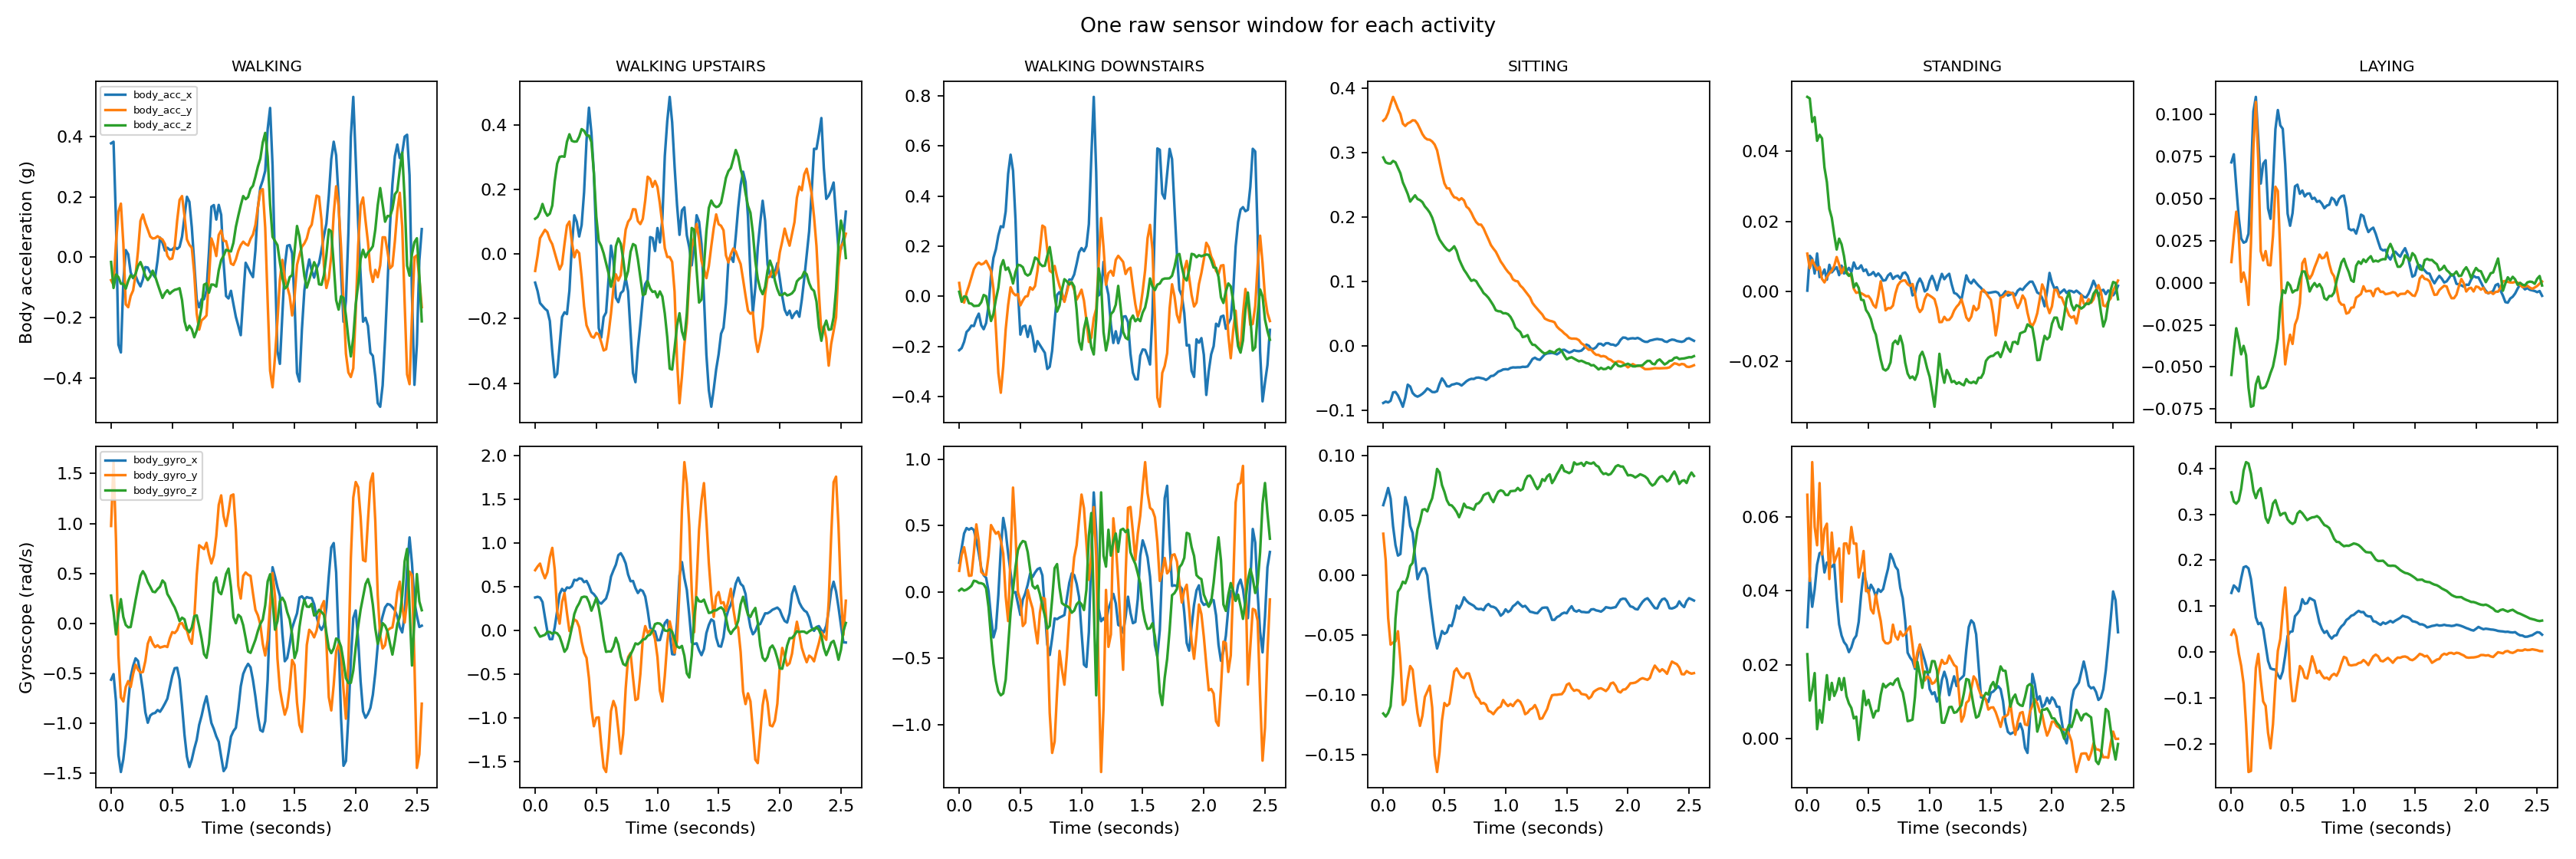 One raw sensor window for each activity
WALKING
WALKING UPSTAIRS
WALKING DOWNSTAIRS
SITTING
STANDING
LAYING
Body acceleration (g)
0.4
0.2
0.0
−0.2
−0.4
body_acc_x
body_acc_y
body_acc_z
0.4
0.2
0.0
−0.2
−0.4
0.8
0.6
0.4
0.2
0.0
−0.2
−0.4
0.4
0.3
0.2
0.1
0.0
−0.1
0.04
0.02
0.00
−0.02
0.100
0.075
0.050
0.025
0.000
−0.025
−0.050
−0.075
Gyroscope (rad/s)
1.5
1.0
0.5
0.0
−0.5
−1.0
−1.5
body_gyro_x
body_gyro_y
body_gyro_z
2.0
1.5
1.0
0.5
0.0
−0.5
−1.0
−1.5
1.0
0.5
0.0
−0.5
−1.0
0.10
0.05
0.00
−0.05
−0.10
−0.15
0.06
0.04
0.02
0.00
0.4
0.3
0.2
0.1
0.0
−0.1
−0.2
0.0 0.5 1.0 1.5 2.0 2.5
0.0 0.5 1.0 1.5 2.0 2.5
0.0 0.5 1.0 1.5 2.0 2.5
0.0 0.5 1.0 1.5 2.0 2.5
0.0 0.5 1.0 1.5 2.0 2.5
0.0 0.5 1.0 1.5 2.0 2.5
Time (seconds)
Time (seconds)
Time (seconds)
Time (seconds)
Time (seconds)
Time (seconds)